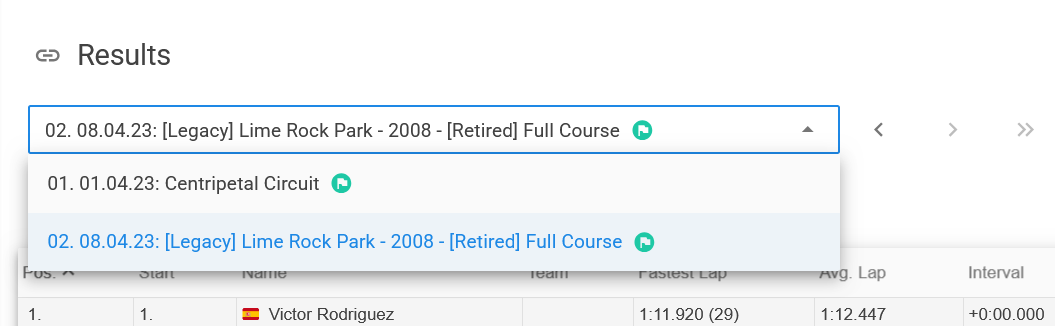 Results
02. 08.04.23: [Legacy] Lime Rock Park - 2008 - [Retired] Full Course
01. 01.04.23: Centripetal Circuit
02. 08.04.23: [Legacy] Lime Rock Park - 2008 - [Retired] Full Course
Pos. Start Name Team Fastest Lap Avg. Lap Interval
1. 1. Victor Rodriguez 1:11.920 (29) 1:12.447 +0:00.000